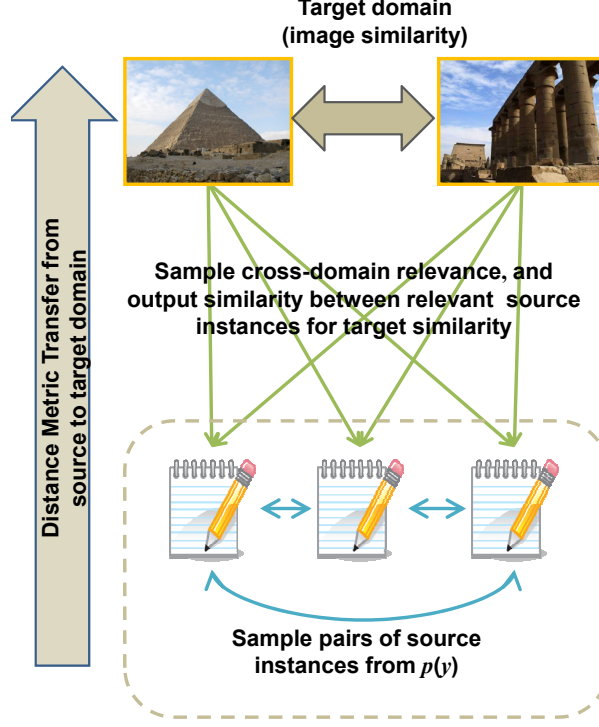 Target domain
(image similarity)
Sample cross-domain relevance, and
output similarity between relevant source
instances for target similarity
Distance Metric Transfer from
source to target domain
Sample pairs of source
instances from p(y)